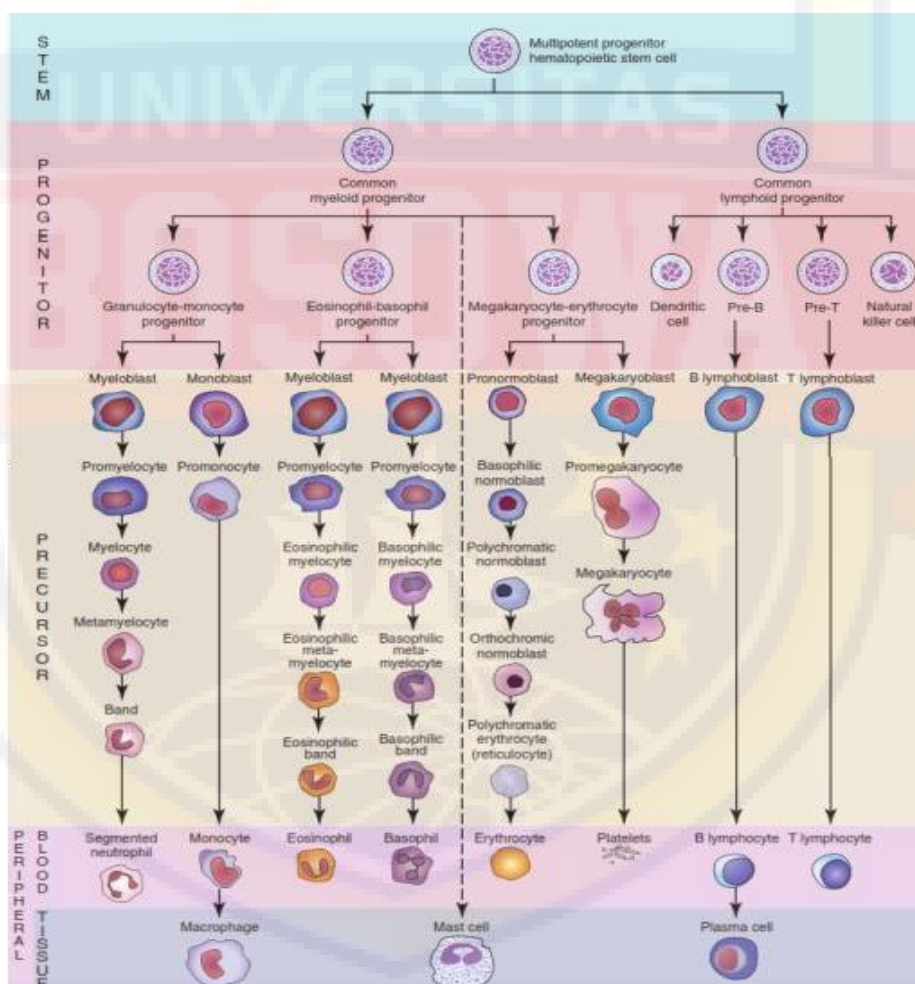 UNIVERSITAS
BOSOWA
STEM
Multipotent progenitor
hematopoietic stem cell
PROGENITOR
Common
myeloid progenitor
Common
lymphoid progenitor
Granulocyte-monocyte
progenitor
Eosinophil-basophil
progenitor
Megakaryocyte-erythrocyte
progenitor
Dendritic
cell
Pre-B
Pre-T
Natural
killer cell
PRECURSOR
Myeloblast
Monoblast
Myeloblast
Myeloblast
Pronormoblast
Megakaryoblast
B lymphoblast
T lymphoblast
Promyelocyte
Promonocyte
Promyelocyte
Promyelocyte
Basophilic
normoblast
Promegakaryocyte
Myelocyte
Eosinophilic
myelocyte
Basophilic
myelocyte
Polychromatic
normoblast
Megakaryocyte
Metamyelocyte
Eosinophilic
meta-
myelocyte
Basophilic
meta-
myelocyte
Orthochromic
normoblast
Band
Eosinophilic
band
Basophilic
band
Polychromatic
erythrocyte
(reticulocyte)
PERIPHERAL
BLOOD
Segmented
neutrophil
Monocyte
Eosinophil
Basophil
Erythrocyte
Platelets
B lymphocyte
T lymphocyte
TISSUE
Macrophage
Mast cell
Plasma cell